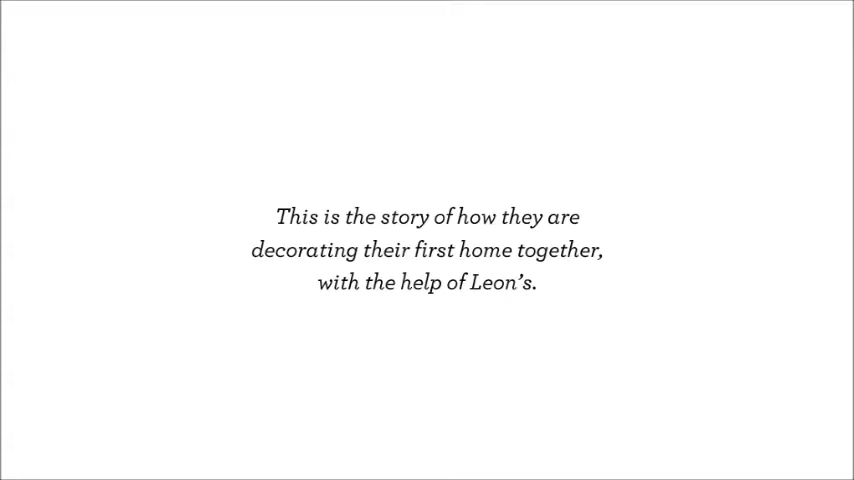 This is the story of how they are
decorating their first home together,
with the help of Leon’s.